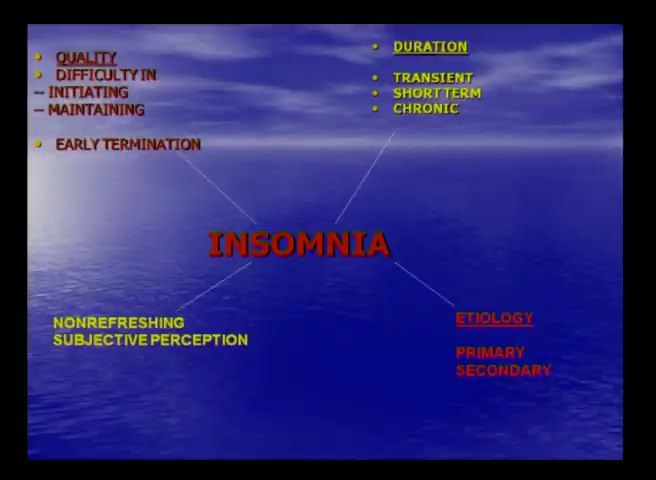 • QUALITY
• DIFFICULTY IN
– INITIATING
– MAINTAINING
• EARLY TERMINATION
• DURATION
• TRANSIENT
• SHORT TERM
• CHRONIC
INSOMNIA
NONREFRESHING
SUBJECTIVE PERCEPTION
ETIOLOGY
PRIMARY
SECONDARY